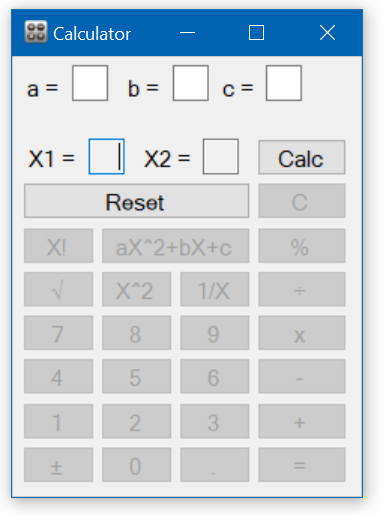 Calculator
a = b = c =
X1 = X2 = Calc
Reset C
X! aX^2+bX+c %
√ X^2 1/X ÷
7 8 9 x
4 5 6 -
1 2 3 +
± 0 . =